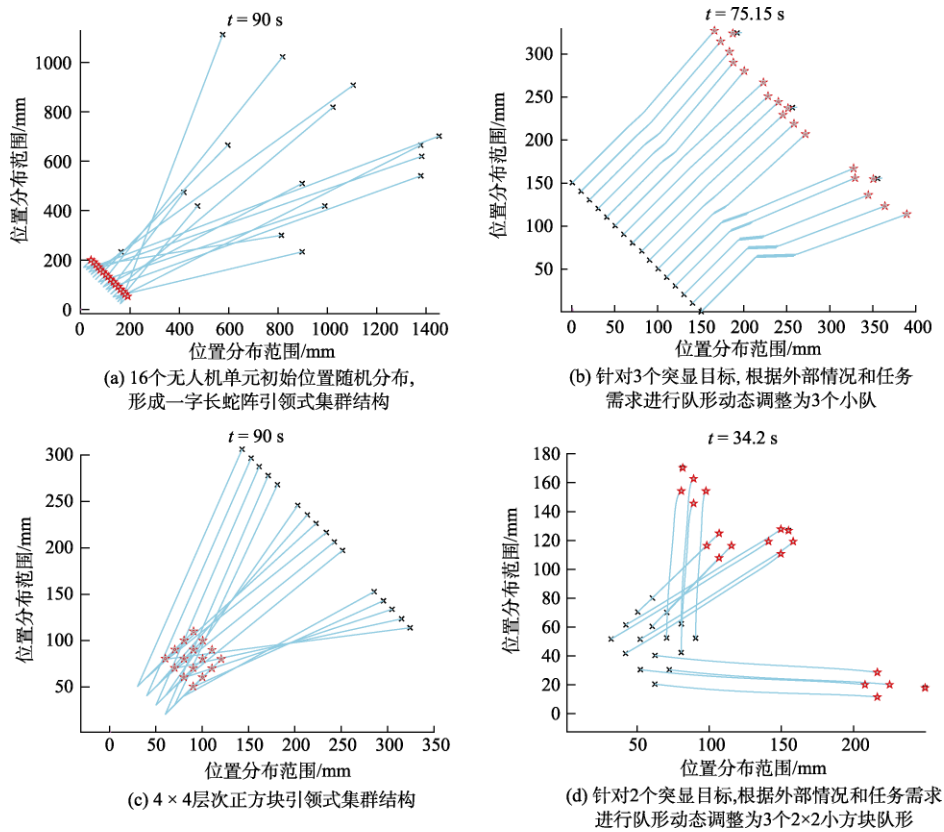 t = 90 s
1000
800
600
400
200
0
位置分布范围/mm
0 200 400 600 800 1000 1200 1400
位置分布范围/mm
(a) 16个无人机单元初始位置随机分布,
形成一字长蛇阵引领式集群结构
t = 75.15 s
300
250
200
150
100
50
位置分布范围/mm
0 50 100 150 200 250 300 350 400
位置分布范围/mm
(b) 针对3个突显目标, 根据外部情况和任务
需求进行队形动态调整为3个小队
t = 90 s
300
250
200
150
100
50
位置分布范围/mm
0 50 100 150 200 250 300 350
位置分布范围/mm
(c) 4 × 4层次正方块引领式集群结构
t = 34.2 s
180
160
140
120
100
80
60
40
20
0
位置分布范围/mm
50 100 150 200
位置分布范围/mm
(d) 针对2个突显目标,根据外部情况和任务需求
进行队形动态调整为3个2×2小方块队形